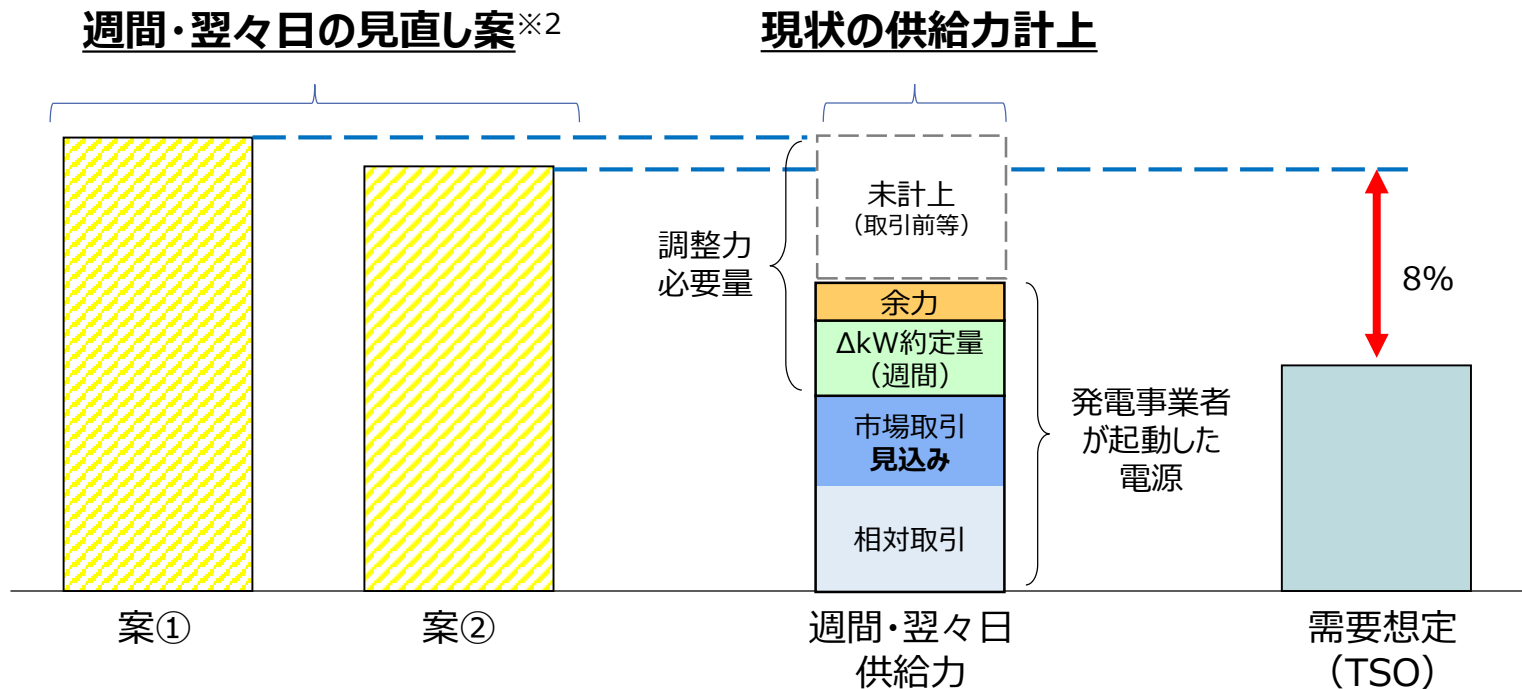 週間・翌々日の見直し案※2
現状の供給力計上
未計上
（取引前等）
調整力
必要量
余力
ΔkW約定量
（週間）
市場取引
見込み
相対取引
発電事業者
が起動した
電源
8%
案①
案②
週間・翌々日
供給力
需要想定
（TSO）